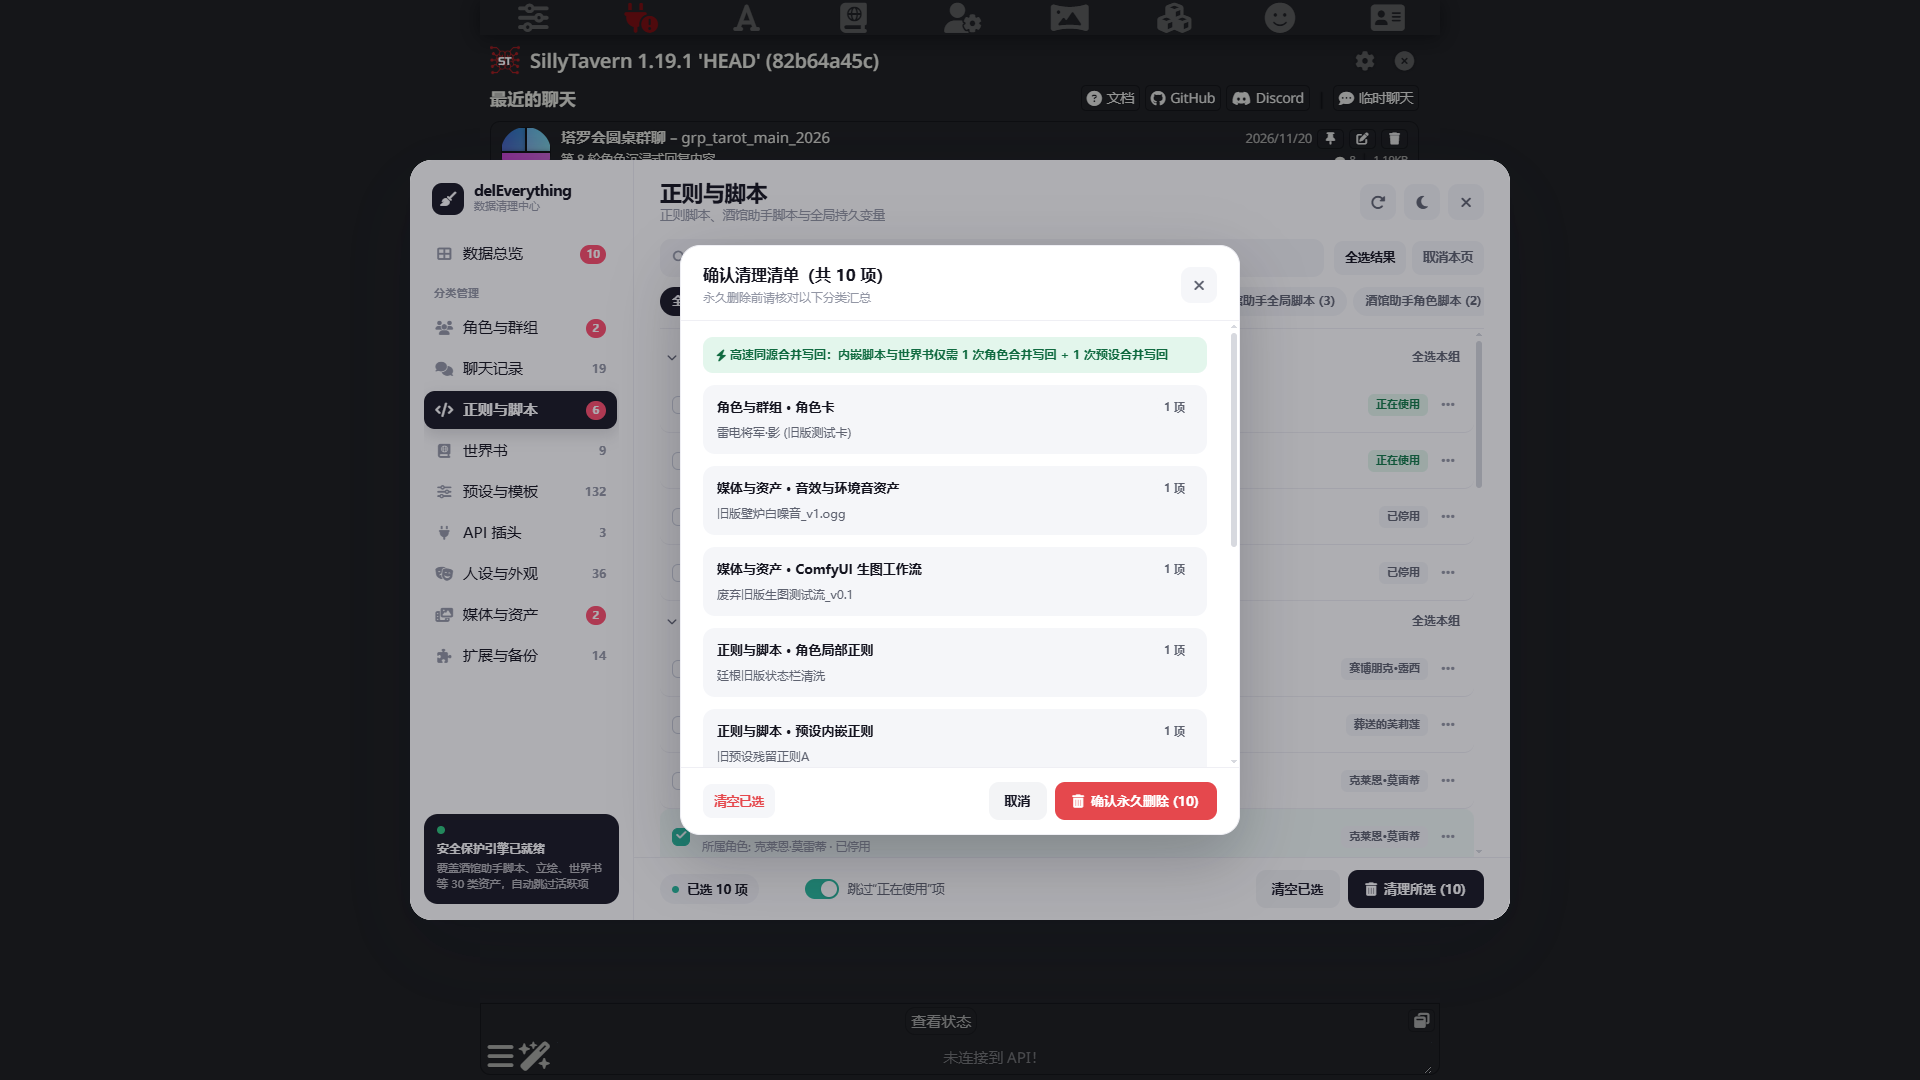 SillyTavern 1.19.1 'HEAD' (82b64a45c)
最近的聊天
文档
GitHub
Discord
临时聊天
塔罗会圆桌群聊 – grp_tarot_main_2026
2026/11/20
第 8 轮角色沉浸式回复内容
8
1.19KB
delEverything
数据清理中心
数据总览
10
分类管理
角色与群组
2
聊天记录
19
正则与脚本
6
世界书
9
预设与模板
132
API 插头
3
人设与外观
36
媒体与资产
2
扩展与备份
14
安全保护引擎已就绪
覆盖酒馆助手脚本、立绘、世界书
等 30 类资产，自动跳过活跃项
正则与脚本
正则脚本、酒馆助手脚本与全局持久变量
全选结果
取消本页
助手全局脚本 (3)
酒馆助手角色脚本 (2)
全选本组
正在使用
正在使用
已停用
已停用
全选本组
赛博朋克•露西
葬送的芙莉莲
克莱恩•莫雷蒂
克莱恩•莫雷蒂
所属角色: 克莱恩·莫雷蒂 · 已停用
已选 10 项
跳过“正在使用”项
清空已选
清理所选 (10)
确认清理清单（共 10 项）
永久删除前请核对以下分类汇总
高速同源合并写回：内嵌脚本与世界书仅需 1 次角色合并写回 + 1 次预设合并写回
角色与群组 • 角色卡
1 项
雷电将军·影 (旧版测试卡)
媒体与资产 • 音效与环境音资产
1 项
旧版壁炉白噪音_v1.ogg
媒体与资产 • ComfyUI 生图工作流
1 项
废弃旧版生图测试流_v0.1
正则与脚本 • 角色局部正则
1 项
廷根旧版状态栏清洗
正则与脚本 • 预设内嵌正则
1 项
旧预设残留正则A
清空已选
取消
确认永久删除 (10)
查看状态
未连接到 API！